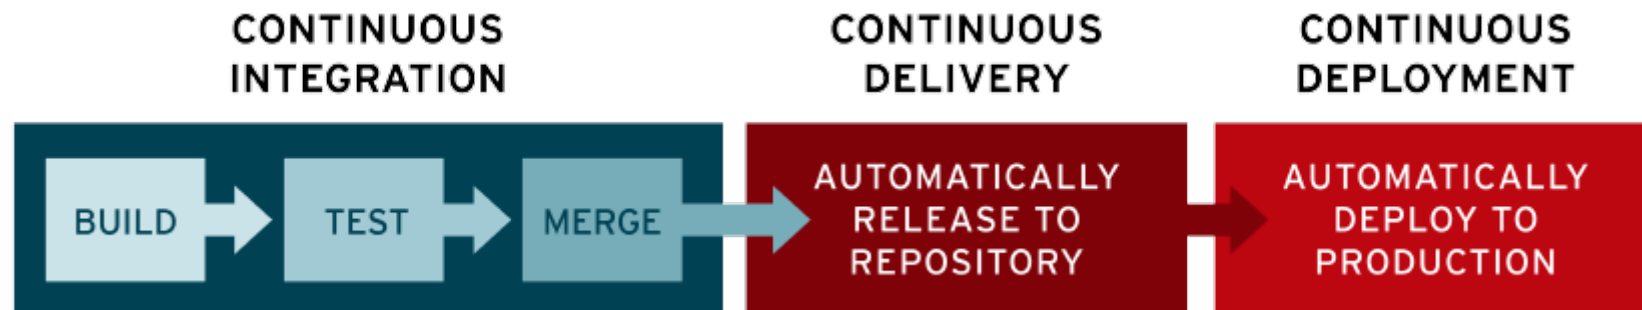 CONTINUOUS
INTEGRATION
BUILD
TEST
MERGE
CONTINUOUS
DELIVERY
AUTOMATICALLY
RELEASE TO
REPOSITORY
CONTINUOUS
DEPLOYMENT
AUTOMATICALLY
DEPLOY TO
PRODUCTION